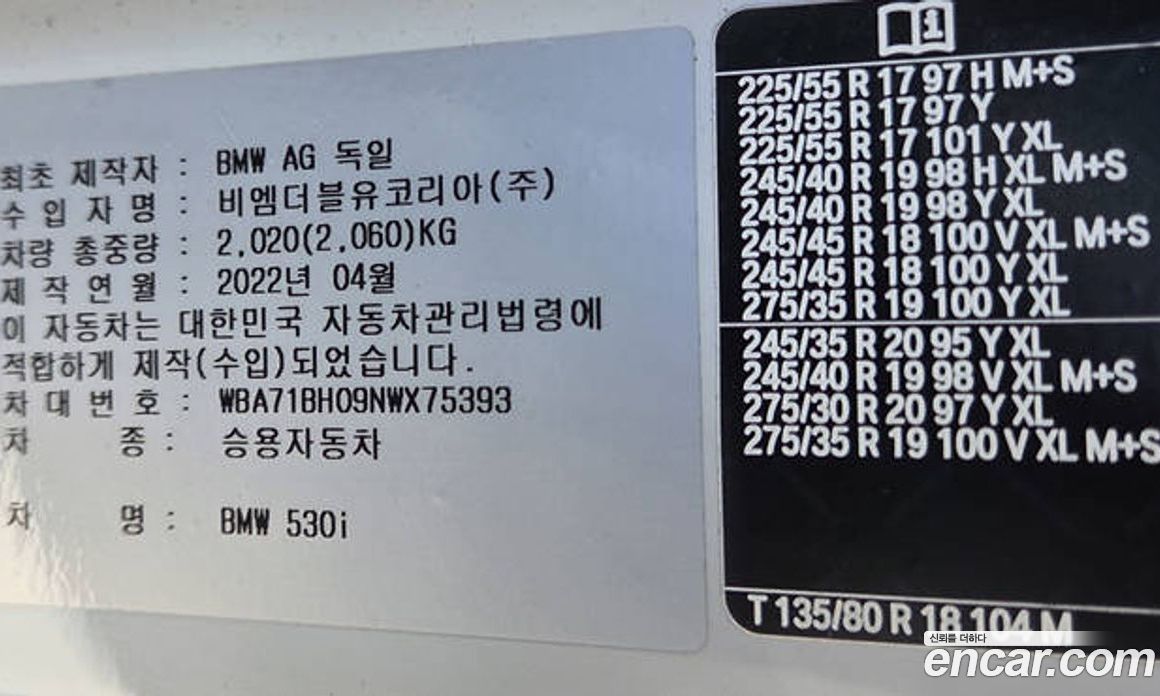 최초 제작자 : BMW AG 독일
수 입 자 명 : 비엠더블유코리아(주)
차량 총중량 : 2,020(2,060)KG
제 작 연 월 : 2022년 04월
이 자동차는 대한민국 자동차관리법령에
적합하게 제작(수입)되었습니다.
차 대 번 호 : WBA71BH09NWX75393
차 종 : 승용자동차
차 명 : BMW 530i
225/55 R 17 97 H M+S
225/55 R 17 97 Y
225/55 R 17 101 Y XL
245/40 R 19 98 H XL M+S
245/40 R 19 98 Y XL
245/45 R 18 100 V XL M+S
245/45 R 18 100 Y XL
275/35 R 19 100 Y XL
245/35 R 20 95 Y XL
245/40 R 19 98 V XL M+S
275/30 R 20 97 Y XL
275/35 R 19 100 V XL M+S
T 135/80 R 18 104 M
신뢰를 더하다
encar.com